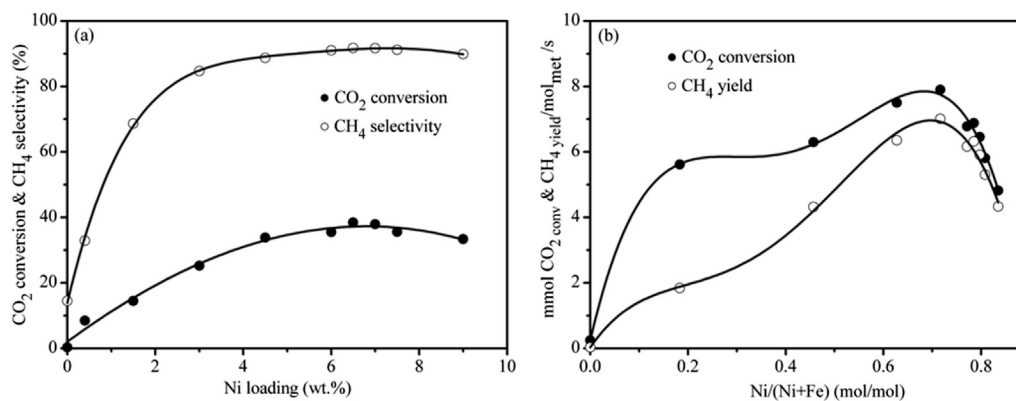 (a)
CO2 conversion
CH4 selectivity
CO2 conversion & CH4 selectivity (%)
100
80
60
40
20
0
0 2 4 6 8 10
Ni loading (wt.%)
(b)
CO2 conversion
CH4 yield
mmol CO2 conv & CH4 yield/molmet /s
10
8
6
4
2
0
0.0 0.2 0.4 0.6 0.8
Ni/(Ni+Fe) (mol/mol)